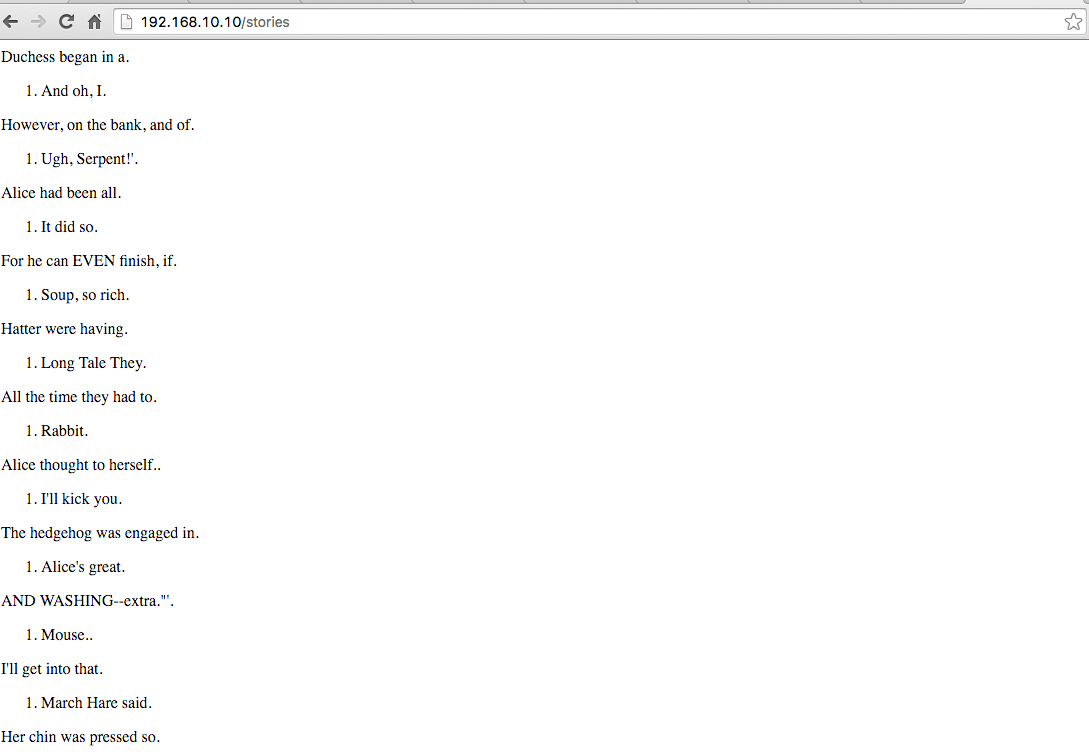 192.168.10.10/stories
Duchess began in a.
1. And oh, I.
However, on the bank, and of.
1. Ugh, Serpent!'.
Alice had been all.
1. It did so.
For he can EVEN finish, if.
1. Soup, so rich.
Hatter were having.
1. Long Tale They.
All the time they had to.
1. Rabbit.
Alice thought to herself..
1. I'll kick you.
The hedgehog was engaged in.
1. Alice's great.
AND WASHING--extra."'.
1. Mouse..
I'll get into that.
1. March Hare said.
Her chin was pressed so.